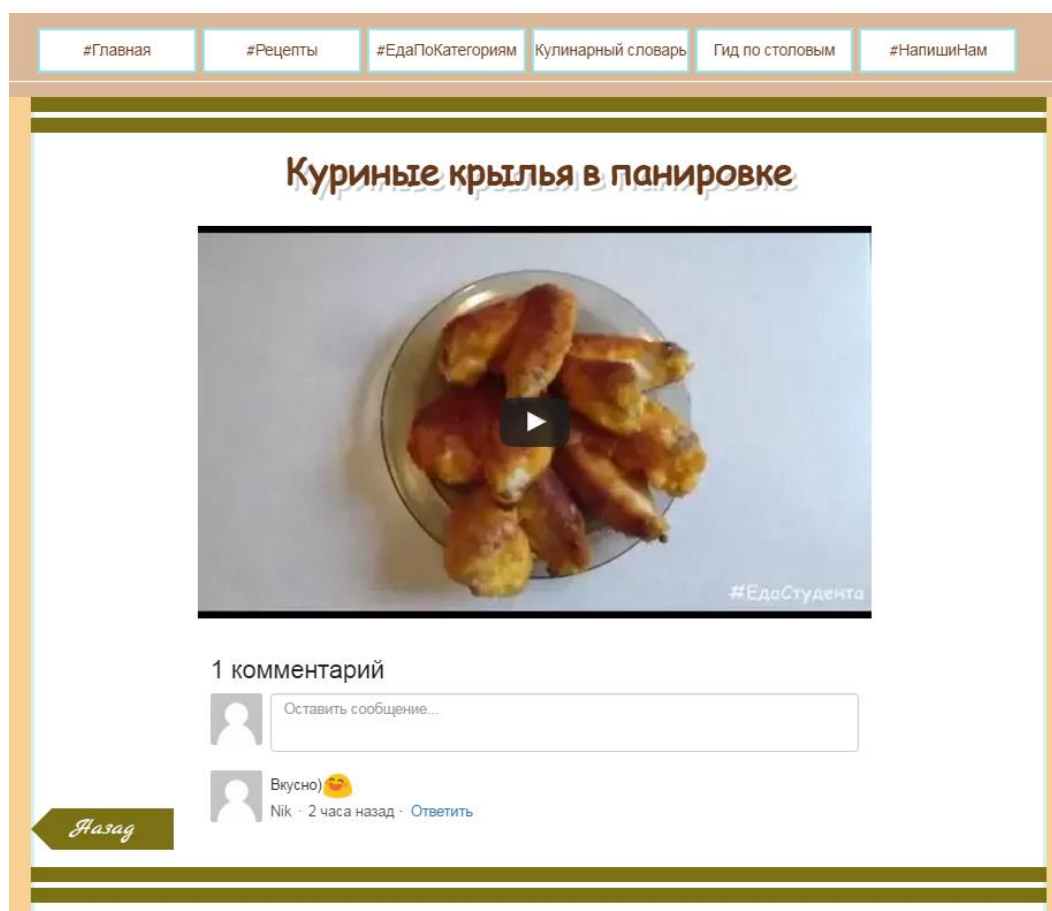 #Главная
#Рецепты
#ЕдаПоКатегориям
Кулинарный словарь
Гид по столовым
#НапишиНам
Куриные крылья в панировке
#ЕдаСтудента
1 комментарий
Оставить сообщение...
Вкусно)
Nik · 2 часа назад · Ответить
Назад